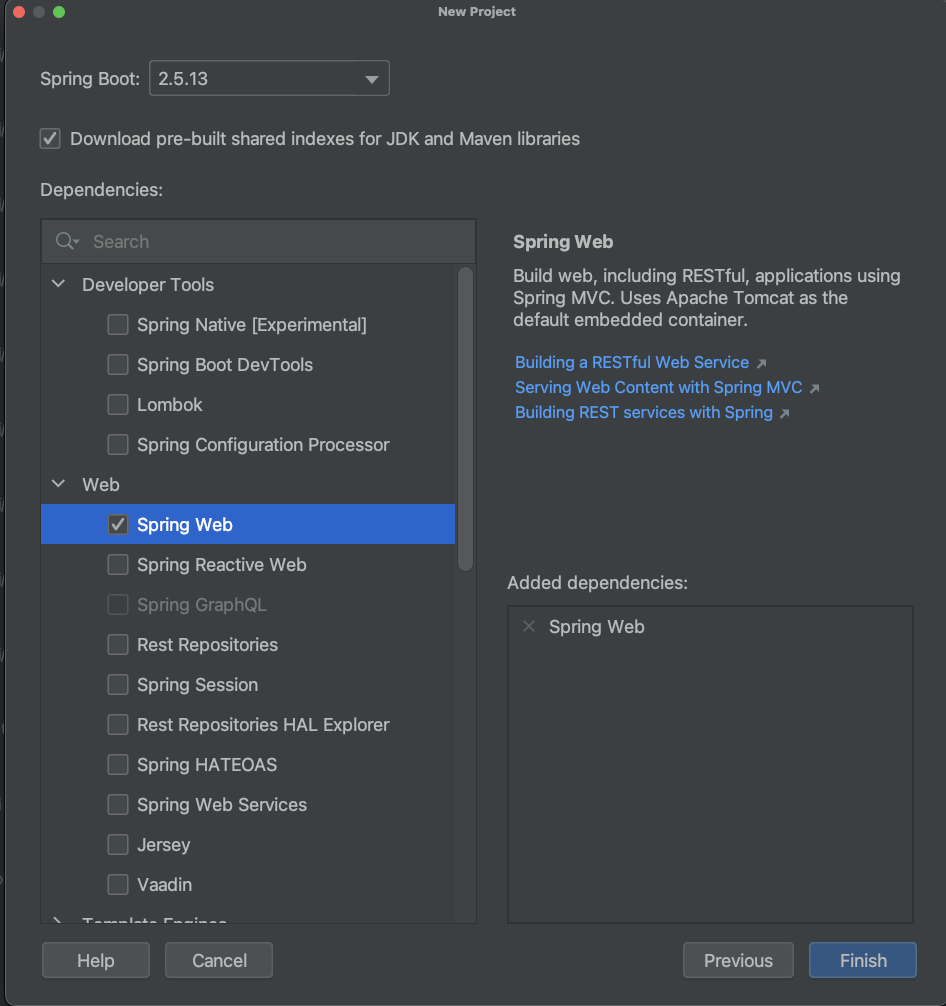 New Project
Spring Boot:
2.5.13
Download pre-built shared indexes for JDK and Maven libraries
Dependencies:
Search
Developer Tools
Spring Native [Experimental]
Spring Boot DevTools
Lombok
Spring Configuration Processor
Web
Spring Web
Spring Reactive Web
Spring GraphQL
Rest Repositories
Spring Session
Rest Repositories HAL Explorer
Spring HATEOAS
Spring Web Services
Jersey
Vaadin
Template Engines
Spring Web
Build web, including RESTful, applications using
Spring MVC. Uses Apache Tomcat as the
default embedded container.
Building a RESTful Web Service
Serving Web Content with Spring MVC
Building REST services with Spring
Added dependencies:
Spring Web
Help
Cancel
Previous
Finish